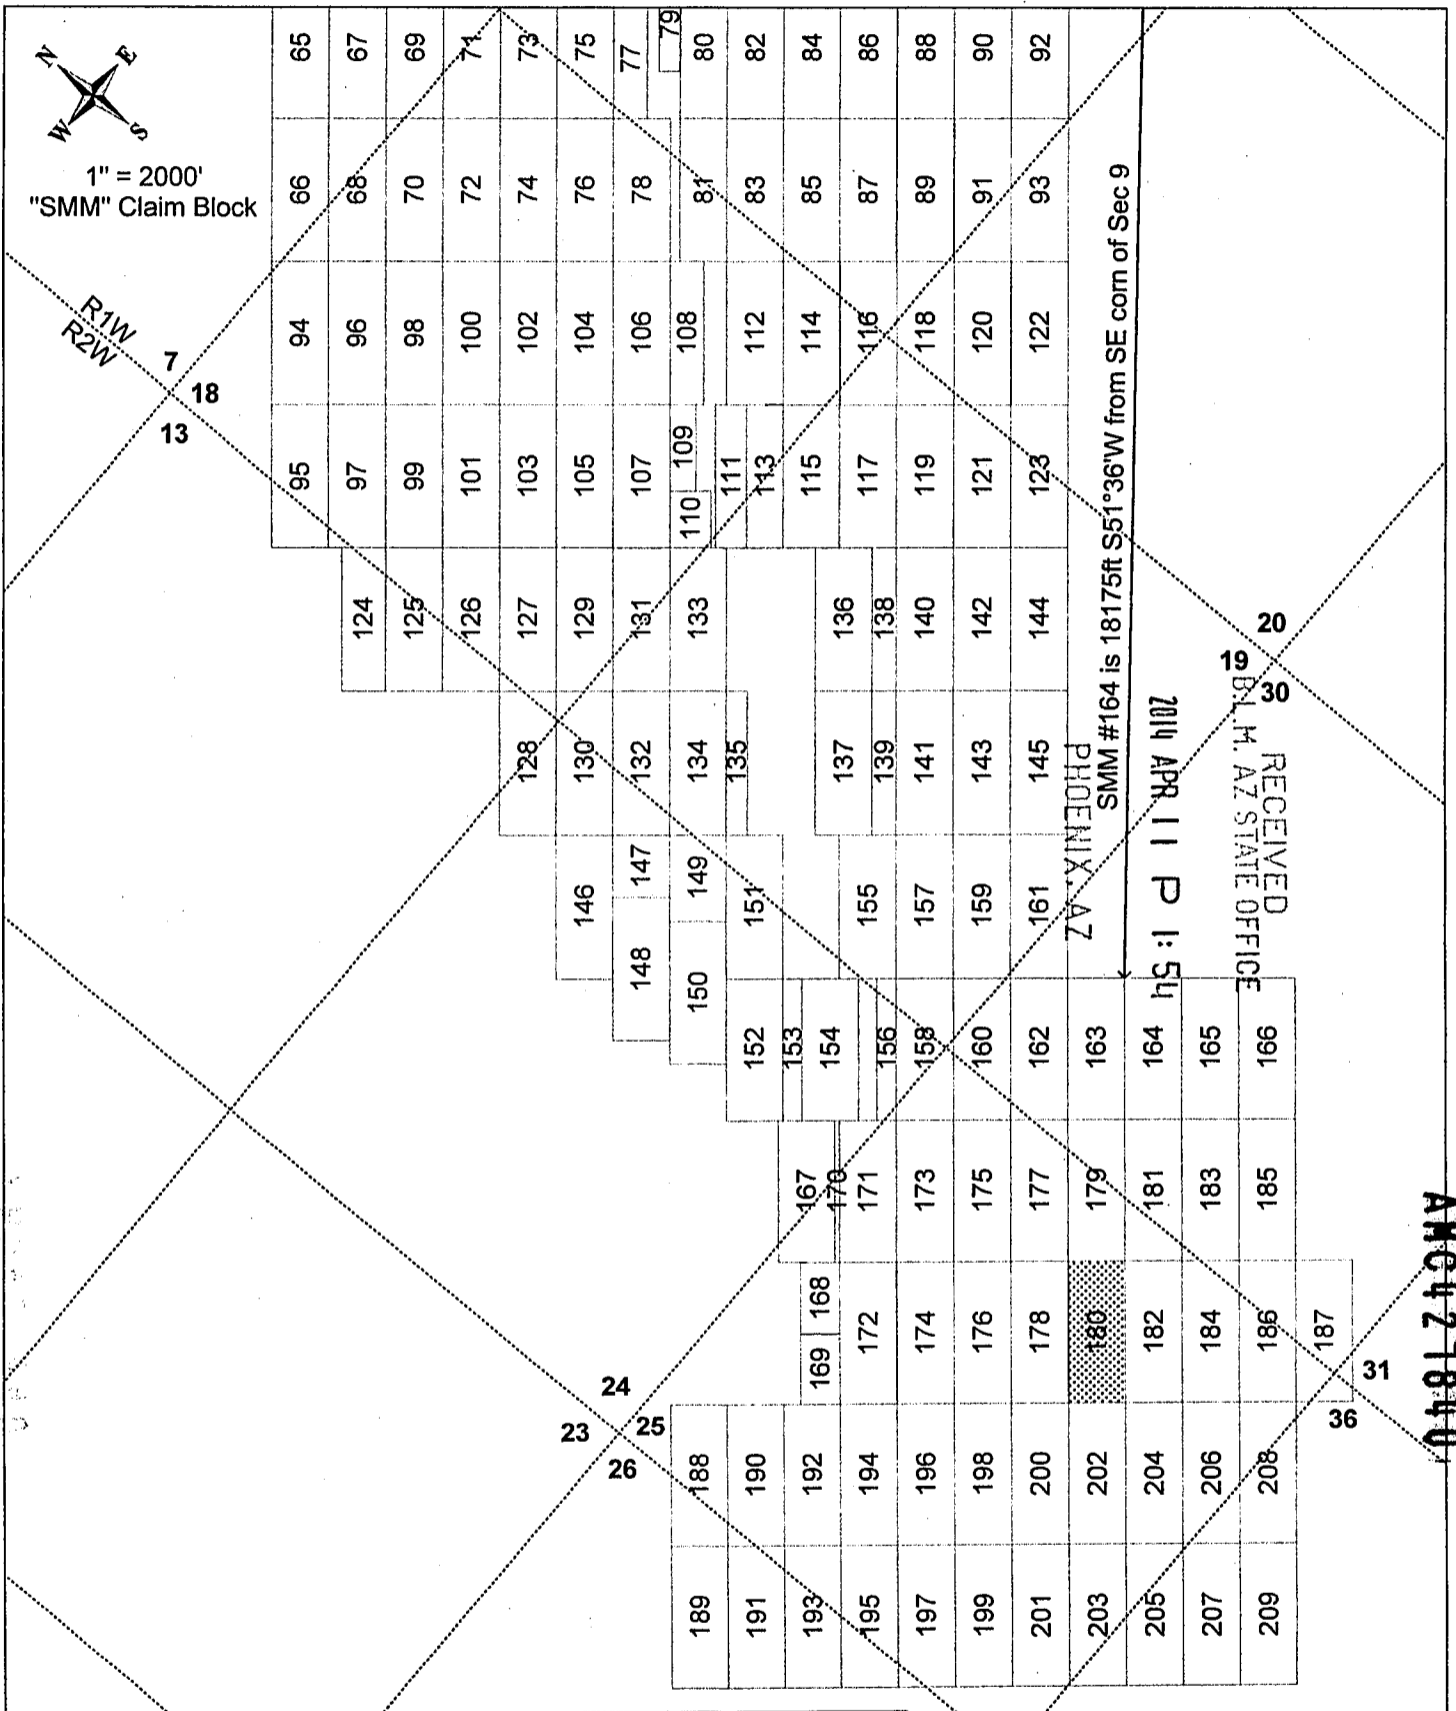 N E
W S
1" = 2000'
"SMM" Claim Block
65 67 69 71 73 75 77 79 80 82 84 86 88 90 92
66 68 70 72 74 76 78 81 83 85 87 89 91 93
R1W
R2W
94 96 98 100 102 104 106 108 112 114 116 118 120 122
7
18
13
95 97 99 101 103 105 107 109 110 111 113 115 117 119 121 123
124 125 126 127 129 131 133 136 138 140 142 144
128 130 132 134 135 137 139 141 143 145
SMM #164 is 18175ft S51°36'W from SE corn of Sec 9
20
19
30
RECEIVED
B.L.M. AZ STATE OFFICE
2014 APR 11 P 1:54
PHOENIX, AZ
146 147 149 151 155 157 159 161
148 150
152 153 154 156 158 160 162 163 164 165 166
167 170 171 173 175 177 179 181 183 185
168 169 172 174 176 178 180 182 184 186 187
31
36
24
23 25
26
188 190 192 194 196 198 200 202 204 206 208
189 191 193 195 197 199 201 203 205 207 209
AMC427840